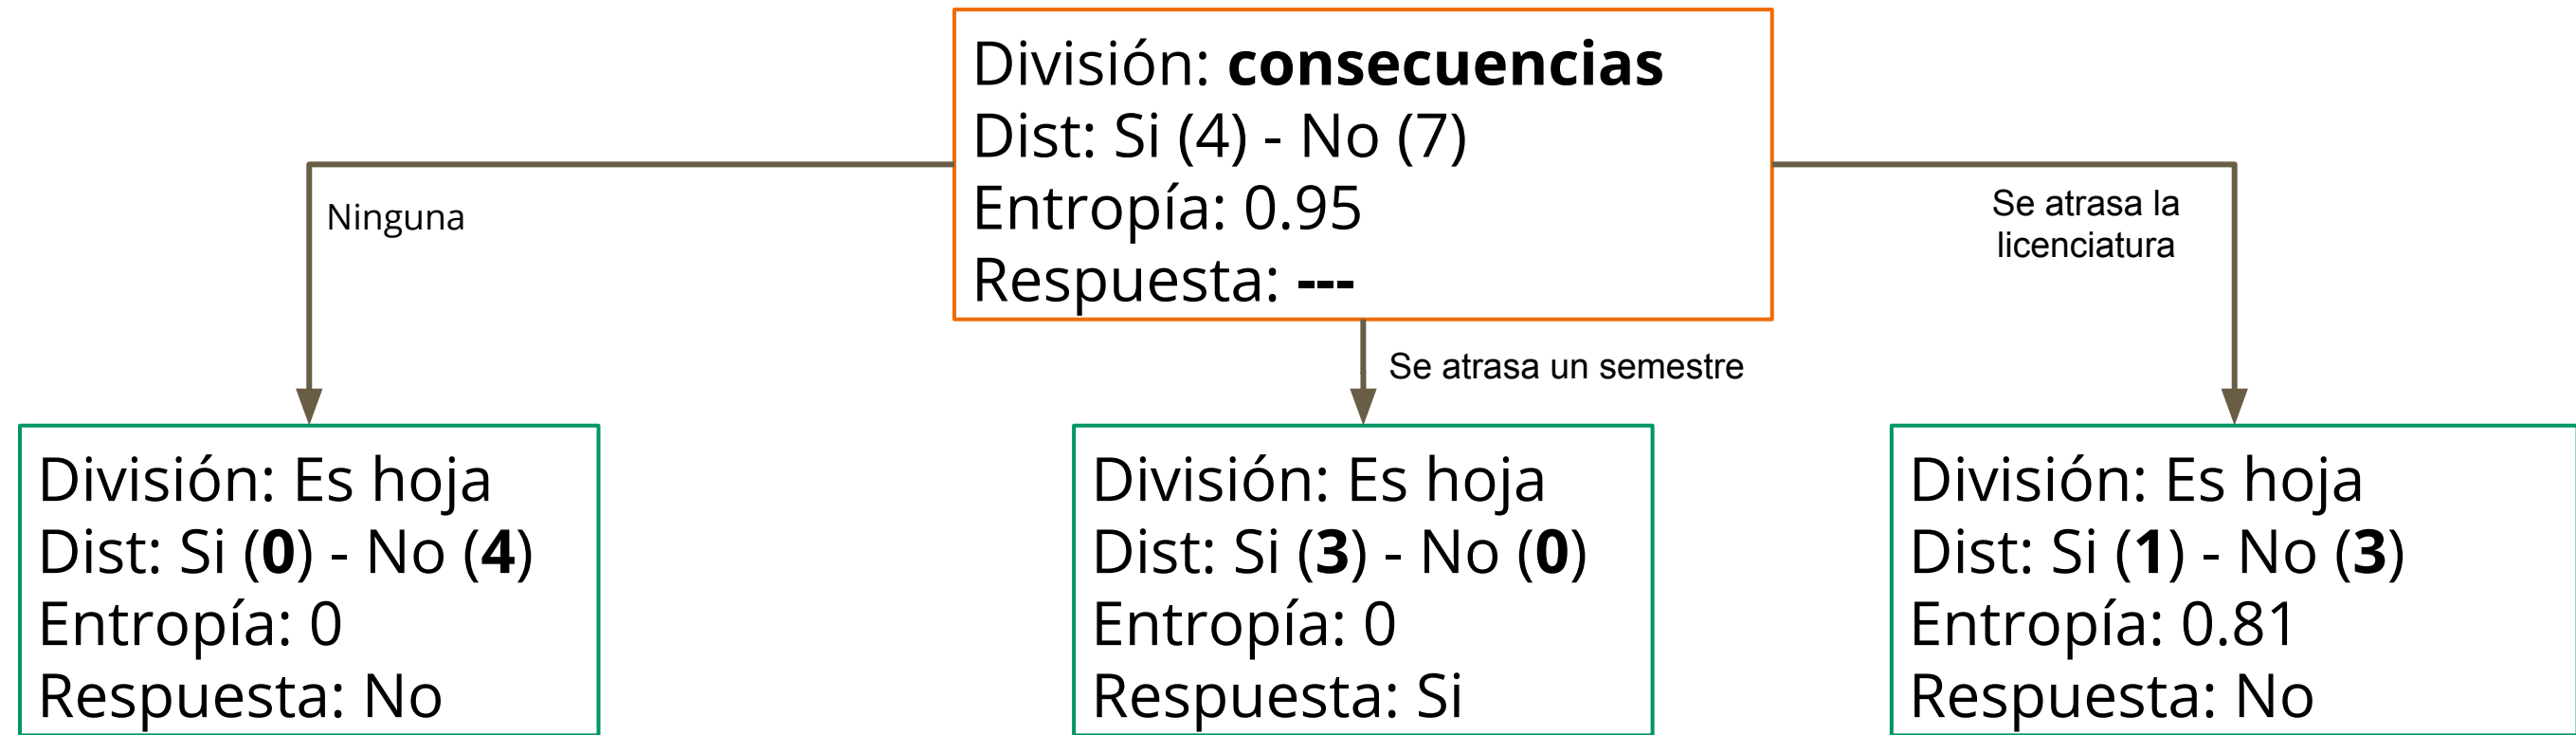 División: consecuencias
Dist: Si (4) - No (7)
Entropía: 0.95
Respuesta: ---
Ninguna
Se atrasa un semestre
Se atrasa la
licenciatura
División: Es hoja
Dist: Si (0) - No (4)
Entropía: 0
Respuesta: No
División: Es hoja
Dist: Si (3) - No (0)
Entropía: 0
Respuesta: Si
División: Es hoja
Dist: Si (1) - No (3)
Entropía: 0.81
Respuesta: No